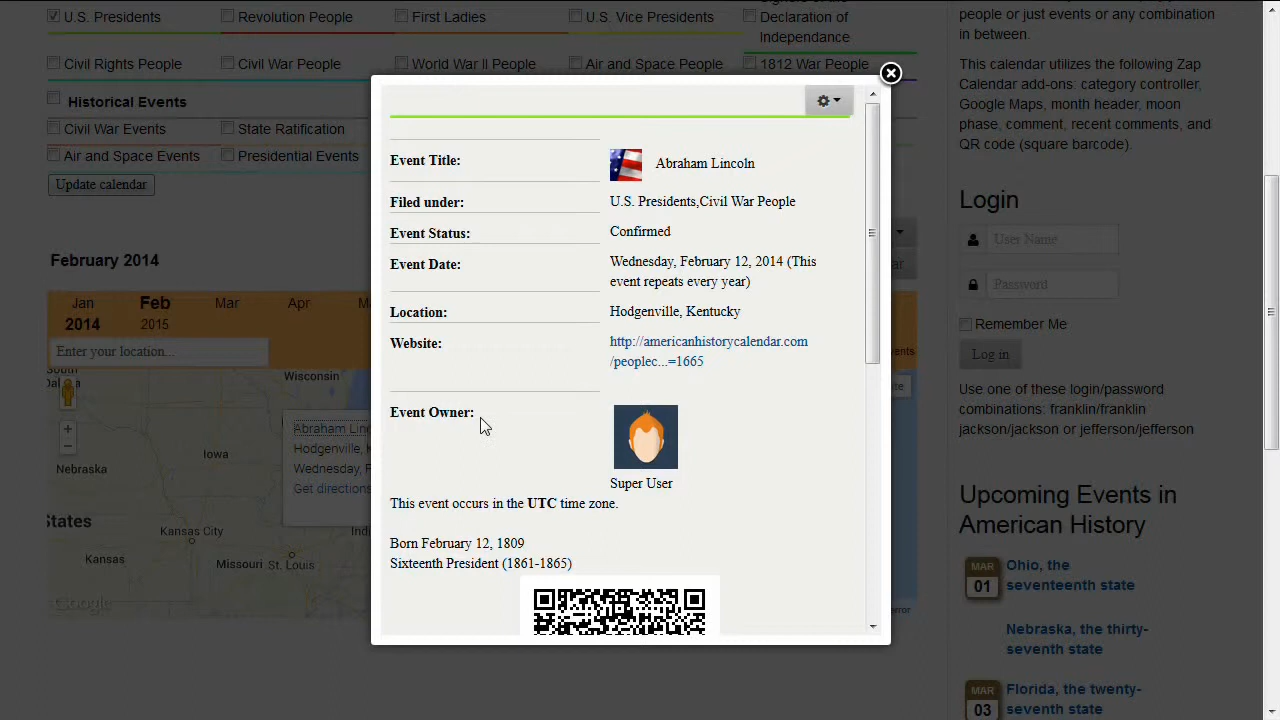 U.S. Presidents
Revolution People
First Ladies
U.S. Vice Presidents
Declaration of
Independance
Civil Rights People
Civil War People
World War II People
Air and Space People
1812 War People
Historical Events
Civil War Events
State Ratification
Air and Space Events
Presidential Events
Update calendar
February 2014
Jan
Feb
Mar
Apr
2014
2015
Enter your location...
Wisconsin
Nebraska
Iowa
States
Kansas City
Kansas
Missouri
St. Louis
Google
Abraham Linc
Hodgenville, K
Wednesday, F
Get directions
Event Title:
Abraham Lincoln
Filed under:
U.S. Presidents,Civil War People
Event Status:
Confirmed
Event Date:
Wednesday, February 12, 2014 (This
event repeats every year)
Location:
Hodgenville, Kentucky
Website:
http://americanhistorycalendar.com
/peoplec...=1665
Event Owner:
Super User
This event occurs in the UTC time zone.
Born February 12, 1809
Sixteenth President (1861-1865)
people or just events or any combination
in between.
This calendar utilizes the following Zap
Calendar add-ons: category controller,
Google Maps, month header, moon
phase, comment, recent comments, and
QR code (square barcode).
Login
User Name
Password
Remember Me
Log in
Use one of these login/password
combinations: franklin/franklin
jackson/jackson or jefferson/jefferson
Upcoming Events in
American History
MAR
01
Ohio, the
seventeenth state
Nebraska, the thirty-
seventh state
MAR
03
Florida, the twenty-
seventh state